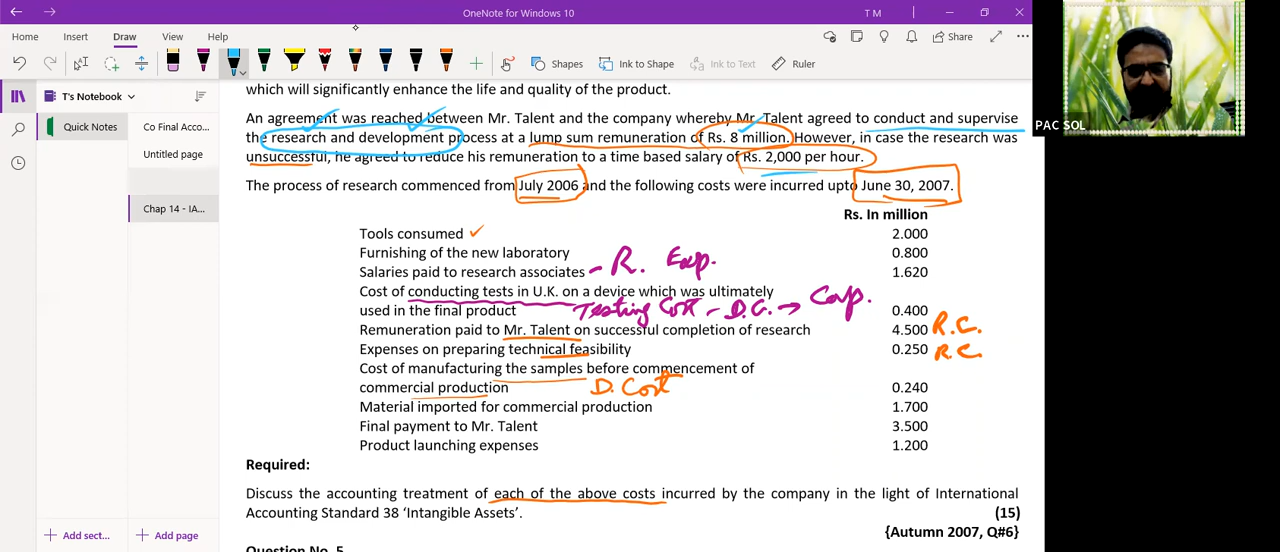 OneNote for Windows 10
T M
Home Insert Draw View Help
Share
Shapes Ink to Shape Ink to Text Ruler
T's Notebook
Quick Notes
Co Final Acco...
Untitled page
Chap 14 - IA...
Add sect...
Add page
PAC SOL
which will significantly enhance the life and quality of the product.
An agreement was reached between Mr. Talent and the company whereby Mr. Talent agreed to conduct and supervise
the research and development process at a lump sum remuneration of Rs. 8 million. However, in case the research was
unsuccessful, he agreed to reduce his remuneration to a time based salary of Rs. 2,000 per hour.
The process of research commenced from July 2006 and the following costs were incurred upto June 30, 2007.
Rs. In million
Tools consumed 2.000
Furnishing of the new laboratory 0.800
Salaries paid to research associates 1.620
- R. Exp.
Cost of conducting tests in U.K. on a device which was ultimately
used in the final product 0.400
Testing Cost - D.C. → Cap.
Remuneration paid to Mr. Talent on successful completion of research 4.500 R.C.
Expenses on preparing technical feasibility 0.250 R.C.
Cost of manufacturing the samples before commencement of
commercial production D. Cost 0.240
Material imported for commercial production 1.700
Final payment to Mr. Talent 3.500
Product launching expenses 1.200
Required:
Discuss the accounting treatment of each of the above costs incurred by the company in the light of International
Accounting Standard 38 'Intangible Assets'. (15)
{Autumn 2007, Q#6}
Question No. 5